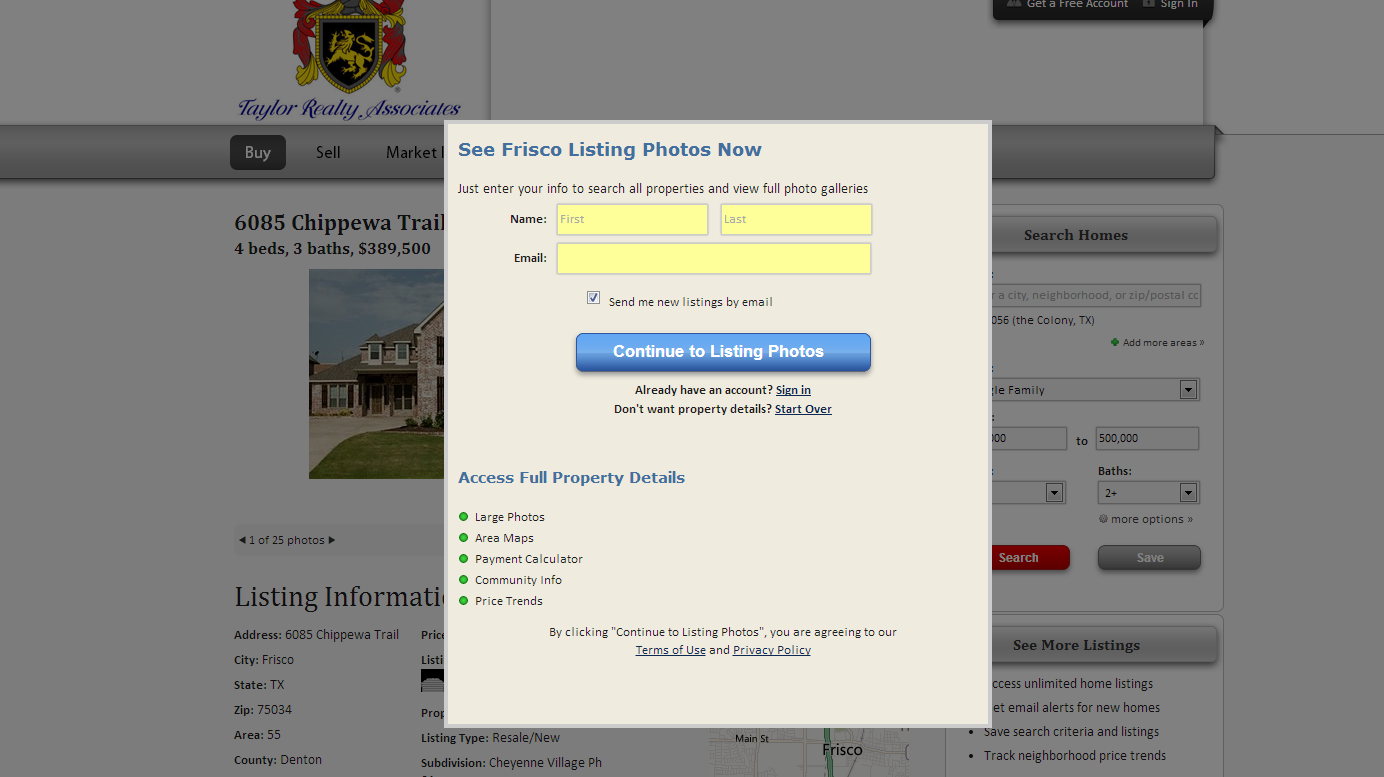 Get a Free Account
Sign In
Taylor Realty Associates
Buy
Sell
Market
6085 Chippewa Trail
4 beds, 3 baths, $389,500
1 of 25 photos
Listing
Address: 6085 Chippewa Trail
City: Frisco
State: TX
Zip: 75034
Area: 55
County: Denton
Listing Type: Resale/New
Subdivision: Cheyenne Village Ph
See Frisco Listing Photos Now
Just enter your info to search all properties and view full photo galleries
Name:
First
Last
Email:
Send me new listings by email
Continue to Listing Photos
Already have an account? Sign in
Don't want property details? Start Over
Access Full Property Details
Large Photos
Area Maps
Payment Calculator
Community Info
Price Trends
By clicking "Continue to Listing Photos", you are agreeing to our
Terms of Use and Privacy Policy
Main St
Frisco
Search Homes
a city, neighborhood, or zip/postal
(the Colony, TX)
Add more areas »
Family
to
500,000
Baths:
2+
more options »
Search
Save
See More Listings
unlimited home listings
email alerts for new homes
Save search criteria and listings
Track neighborhood price trends